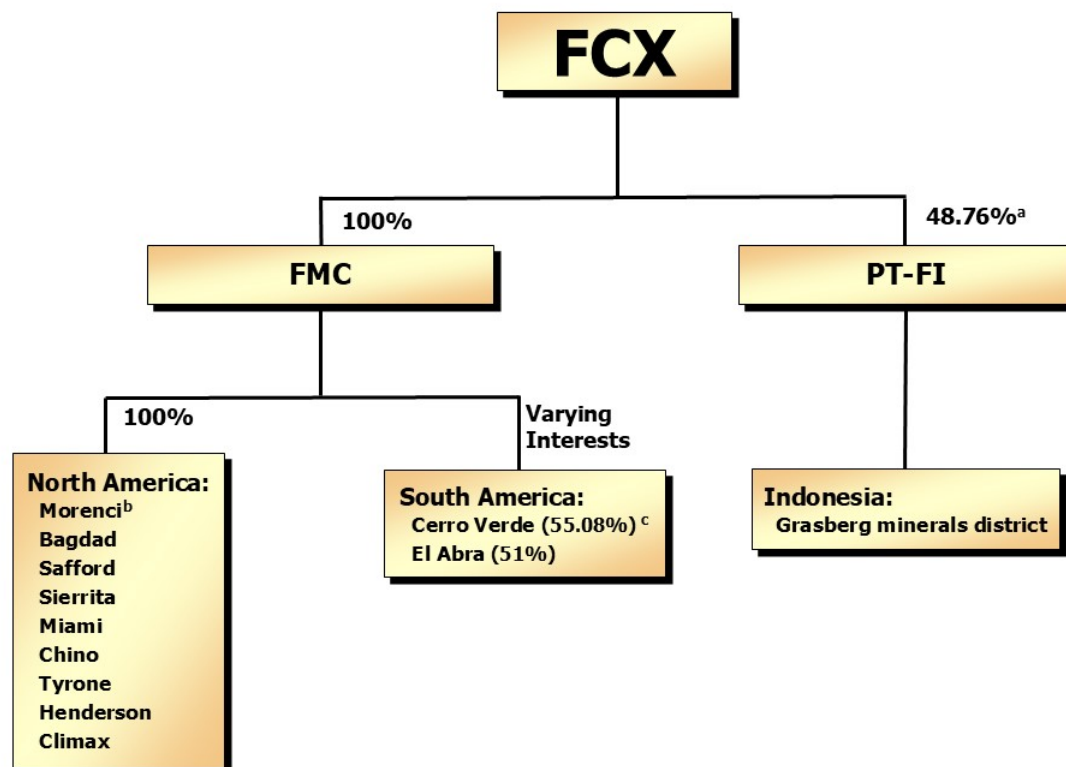 FCX
100%
48.76%ᵃ
FMC
PT-FI
100%
Varying
Interests
North America:
Morenciᵇ
Bagdad
Safford
Sierrita
Miami
Chino
Tyrone
Henderson
Climax
South America:
Cerro Verde (55.08%) ᶜ
El Abra (51%)
Indonesia:
Grasberg minerals district